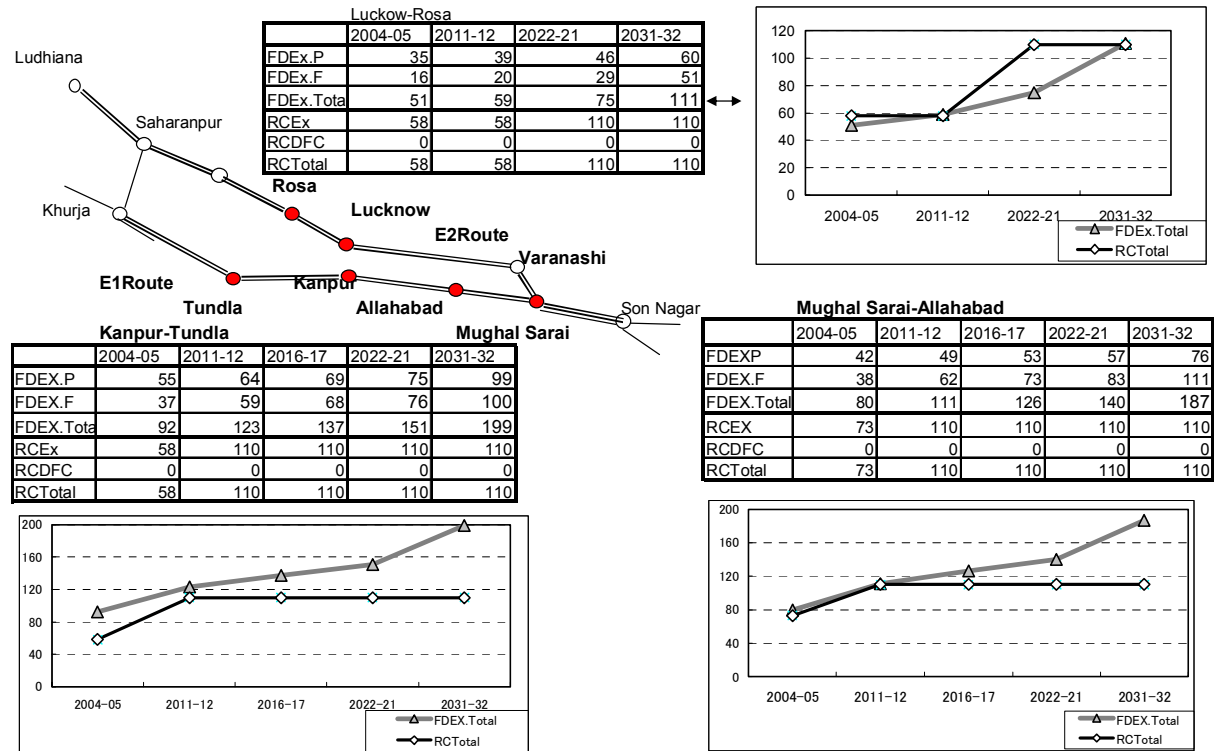 Luckow-Rosa
2004-05 2011-12 2022-21 2031-32
FDEx.P 35 39 46 60
FDEx.F 16 20 29 51
FDEx.Tota 51 59 75 111
RCEx 58 58 110 110
RCDFC 0 0 0 0
RCTotal 58 58 110 110
120
100
80
60
40
20
0
2004-05 2011-12 2022-21 2031-32
FDEx.Total
RCTotal
Ludhiana
Saharanpur
Rosa
Khurja
Lucknow
E2Route
Varanashi
E1Route
Kanpur
Tundla
Allahabad
Son Nagar
Mughal Sarai
Kanpur-Tundla
2004-05 2011-12 2016-17 2022-21 2031-32
FDEX.P 55 64 69 75 99
FDEX.F 37 59 68 76 100
FDEX.Tota 92 123 137 151 199
RCEx 58 110 110 110 110
RCDFC 0 0 0 0 0
RCTotal 58 110 110 110 110
Mughal Sarai-Allahabad
2004-05 2011-12 2016-17 2022-21 2031-32
FDEXP 42 49 53 57 76
FDEX.F 38 62 73 83 111
FDEX.Total 80 111 126 140 187
RCEX 73 110 110 110 110
RCDFC 0 0 0 0 0
RCTotal 73 110 110 110 110
200
160
120
80
40
0
2004-05 2011-12 2016-17 2022-21 2031-32
FDEX.Total
RCTotal
200
160
120
80
40
0
2004-05 2011-12 2016-17 2022-21 2031-32
FDEX.Total
RCTotal